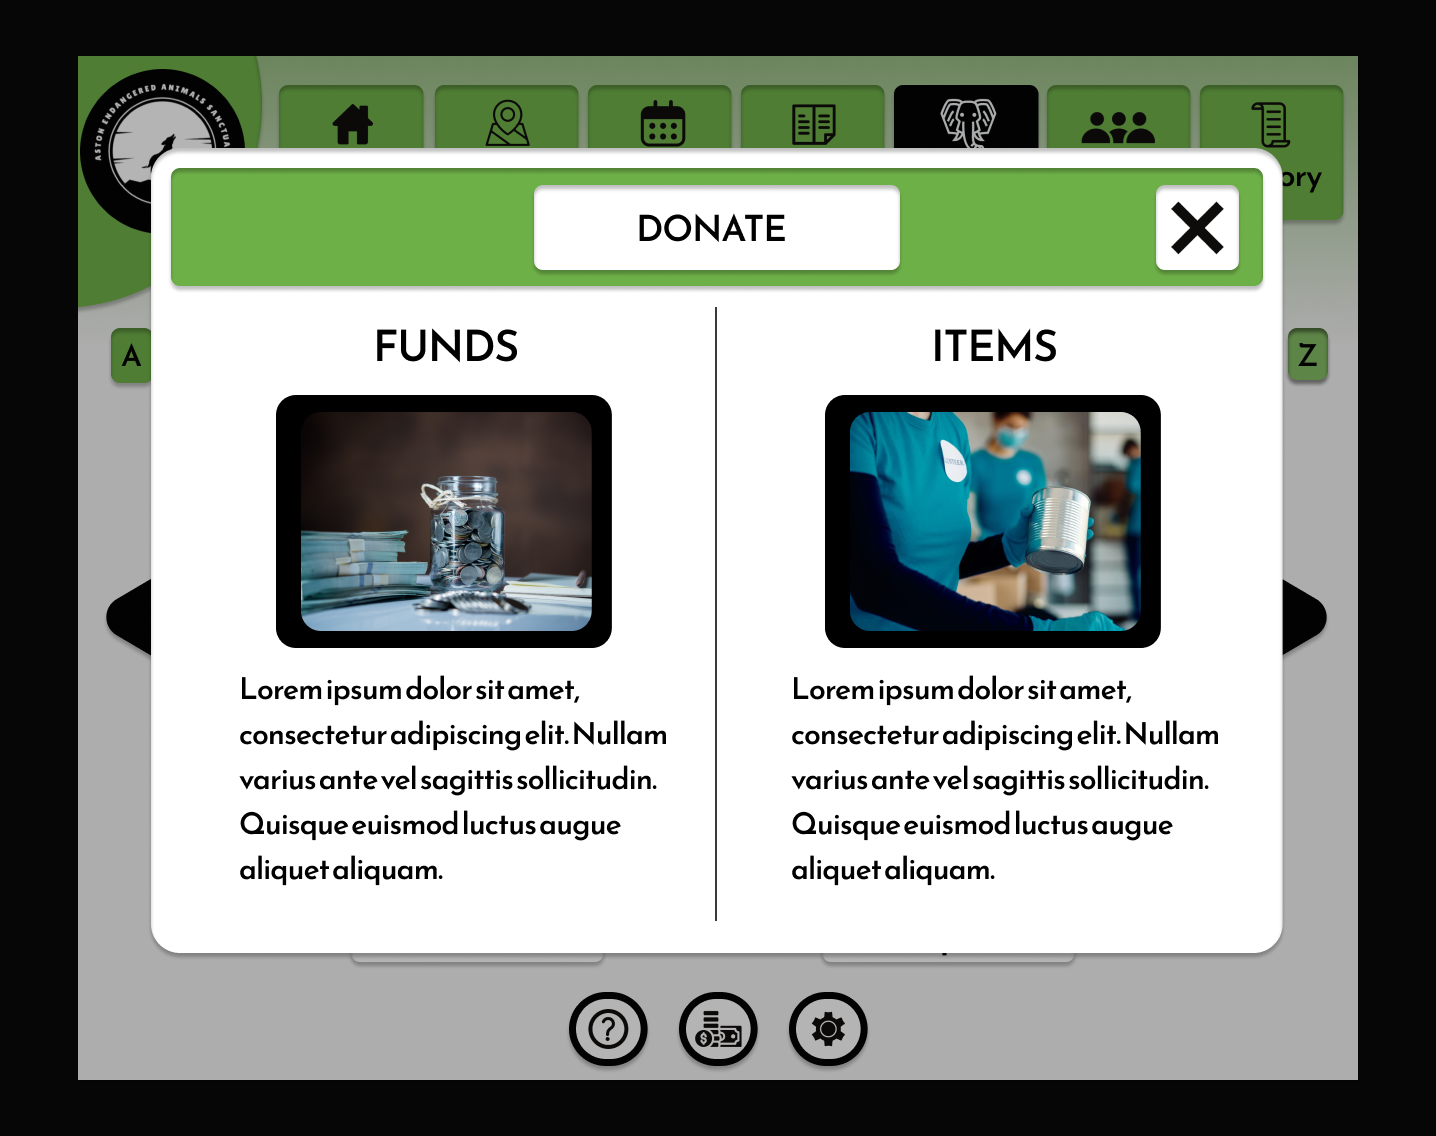 ASTON ENDANGERED ANIMALS
ory
DONATE
A
Z
FUNDS
ITEMS
Lorem ipsum dolor sit amet,
consectetur adipiscing elit. Nullam
varius ante vel sagittis sollicitudin.
Quisque euismod luctus augue
aliquet aliquam.
Lorem ipsum dolor sit amet,
consectetur adipiscing elit. Nullam
varius ante vel sagittis sollicitudin.
Quisque euismod luctus augue
aliquet aliquam.